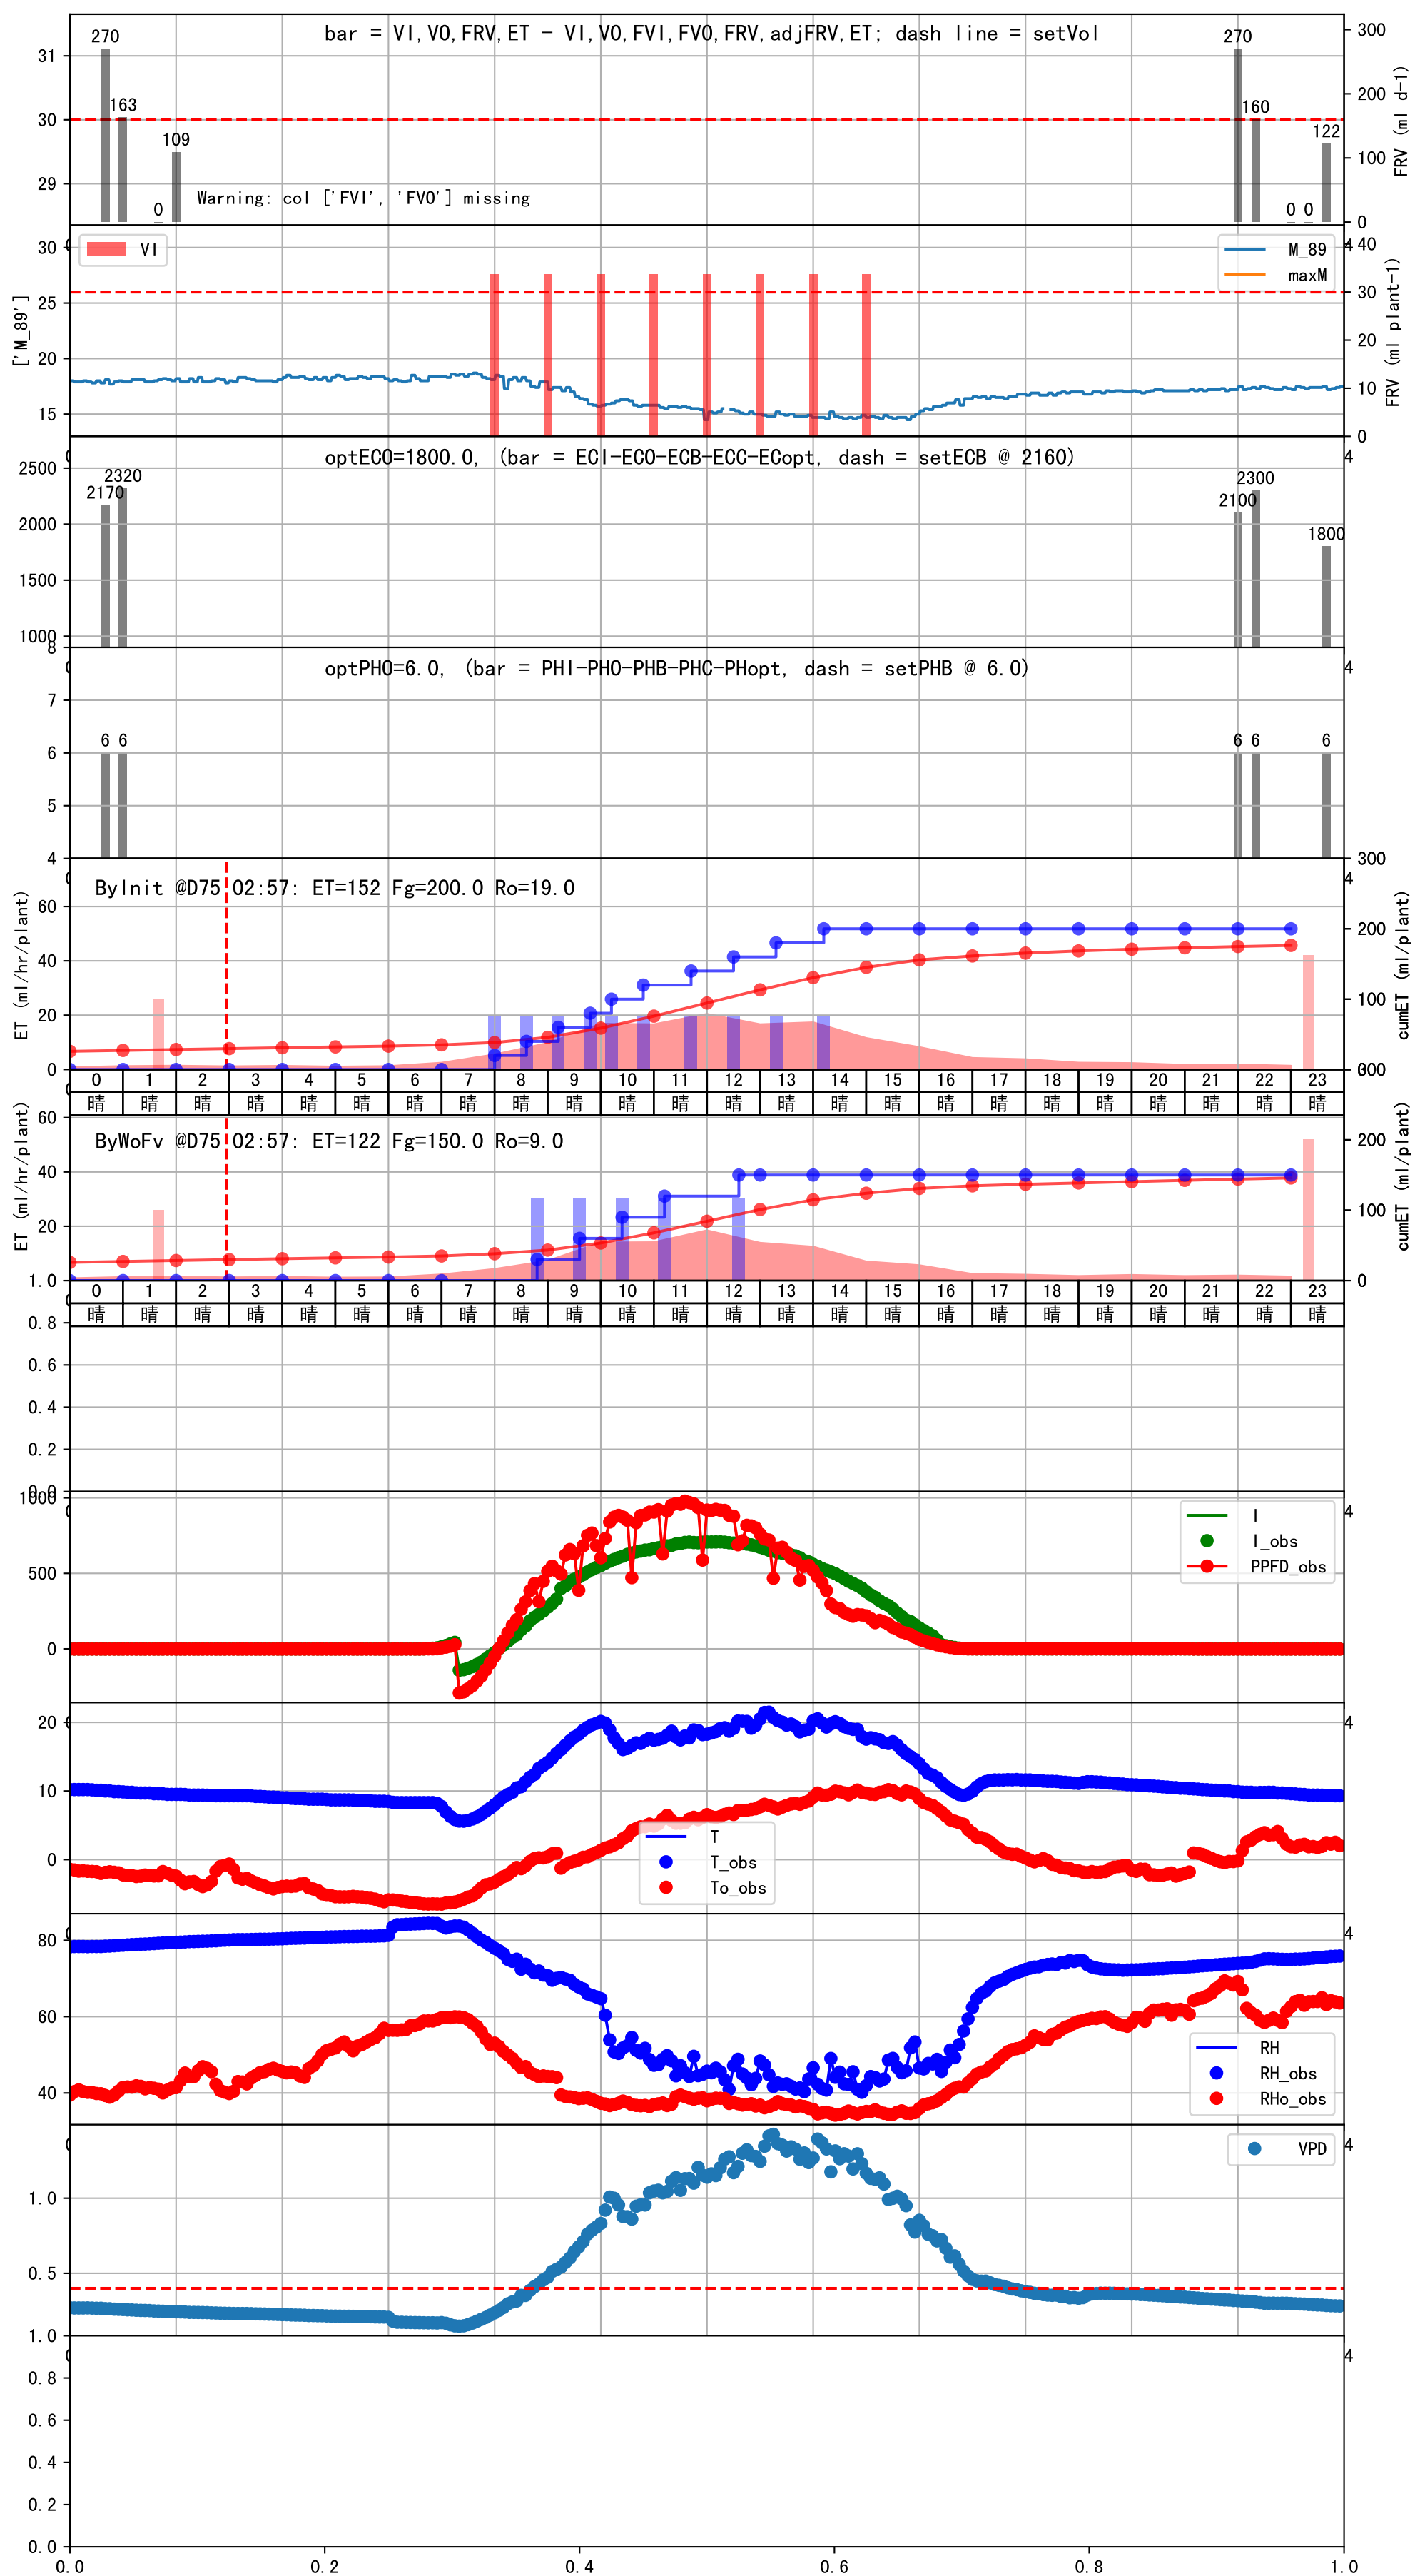 bar = VI,VO,FRV,ET - VI,VO,FVI,FVO,FRV,adjFRV,ET; dash line = setVol
270
163
0
109
270
160
0
0
122
31
30
29
300
200
100
0
FRV (ml d-1)
Warning: col ['FVI', 'FVO'] missing
VI
M_89
maxM
30
25
20
15
['M_89']
40
30
20
10
0
FRV (ml plant-1)
optECO=1800.0, (bar = ECI-ECO-ECB-ECC-ECopt, dash = setECB @ 2160)
2170
2320
2100
2300
1800
2500
2000
1500
1000
4
optPHO=6.0, (bar = PHI-PHO-PHB-PHC-PHopt, dash = setPHB @ 6.0)
6
6
6
6
6
8
7
6
5
4
4
ByInit @D75 02:57: ET=152 Fg=200.0 Ro=19.0
60
40
20
0
ET (ml/hr/plant)
300
200
100
cumET (ml/plant)
4
0 1 2 3 4 5 6 7 8 9 10 11 12 13 14 15 16 17 18 19 20 21 22 23
晴 晴 晴 晴 晴 晴 晴 晴 晴 晴 晴 晴 晴 晴 晴 晴 晴 晴 晴 晴 晴 晴 晴 晴
ByWoFv @D75 02:57: ET=122 Fg=150.0 Ro=9.0
60
40
20
ET (ml/hr/plant)
200
100
0
cumET (ml/plant)
0 1 2 3 4 5 6 7 8 9 10 11 12 13 14 15 16 17 18 19 20 21 22 23
晴 晴 晴 晴 晴 晴 晴 晴 晴 晴 晴 晴 晴 晴 晴 晴 晴 晴 晴 晴 晴 晴 晴 晴
1.0
0.8
0.6
0.4
0.2
1000
500
0
4
I
I_obs
PPFD_obs
20
10
0
4
T
T_obs
To_obs
80
60
40
4
RH
RH_obs
RHo_obs
1.0
0.5
4
VPD
1.0
0.8
0.6
0.4
0.2
0.0
4
0.0 0.2 0.4 0.6 0.8 1.0